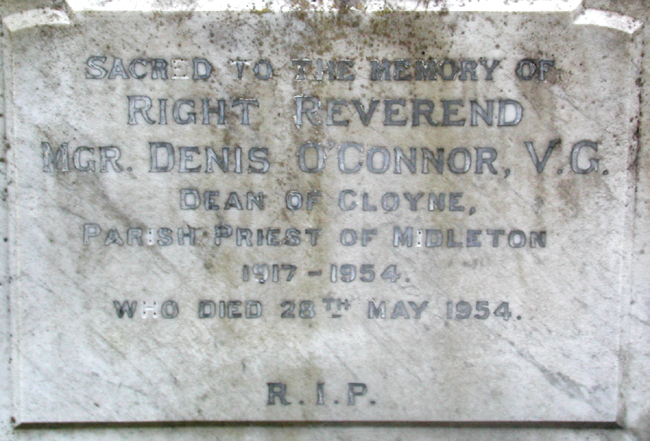 Sacred to the memory of
Right Reverend
Mgr. Denis O'Connor, V.G.
Dean of Cloyne,
Parish Priest of Midleton
1917 - 1954.
Who died 28TH May 1954.
R.I.P.